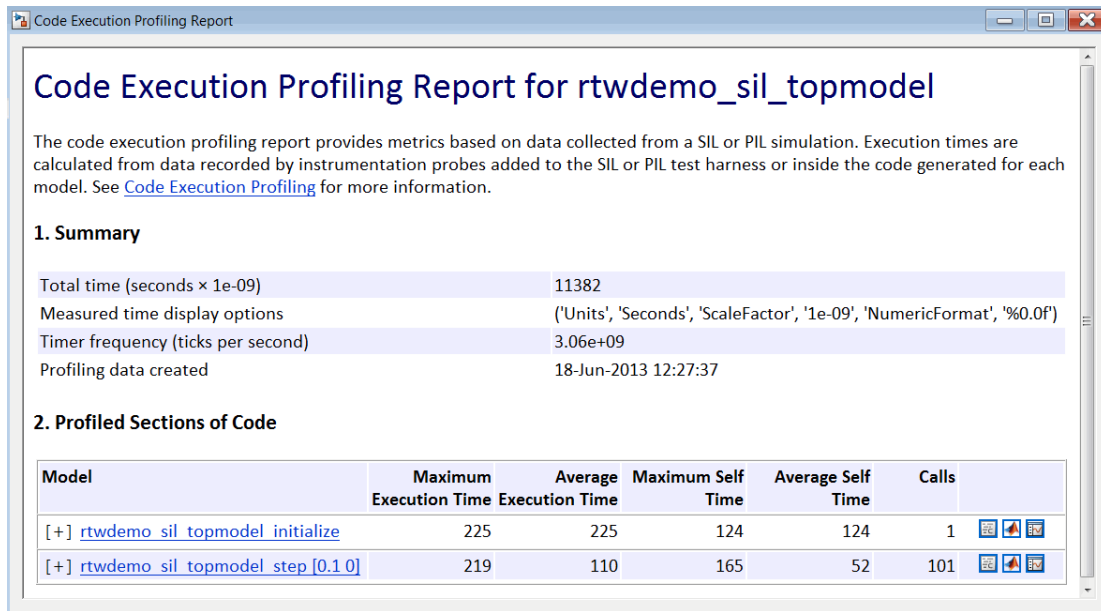 Code Execution Profiling Report
Code Execution Profiling Report for rtwdemo_sil_topmodel
The code execution profiling report provides metrics based on data collected from a SIL or PIL simulation. Execution times are
calculated from data recorded by instrumentation probes added to the SIL or PIL test harness or inside the code generated for each
model. See Code Execution Profiling for more information.
1. Summary
Total time (seconds × 1e-09) 11382
Measured time display options ('Units', 'Seconds', 'ScaleFactor', '1e-09', 'NumericFormat', '%0.0f')
Timer frequency (ticks per second) 3.06e+09
Profiling data created 18-Jun-2013 12:27:37
2. Profiled Sections of Code
Model Maximum Average Maximum Self Average Self Calls
Execution Time Execution Time Time Time
[+] rtwdemo_sil_topmodel_initialize 225 225 124 124 1
[+] rtwdemo_sil_topmodel_step [0.1 0] 219 110 165 52 101